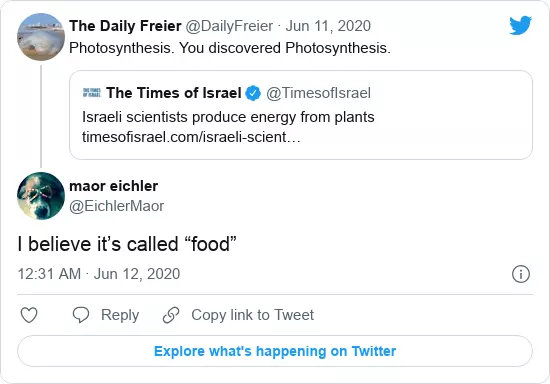 The Daily Freier @DailyFreier · Jun 11, 2020
Photosynthesis. You discovered Photosynthesis.
THE TIMES OF ISRAEL The Times of Israel @TimesofIsrael
Israeli scientists produce energy from plants
timesofisrael.com/israeli-scient…
maor eichler
@EichlerMaor
I believe it’s called “food”
12:31 AM · Jun 12, 2020
Reply Copy link to Tweet
Explore what's happening on Twitter